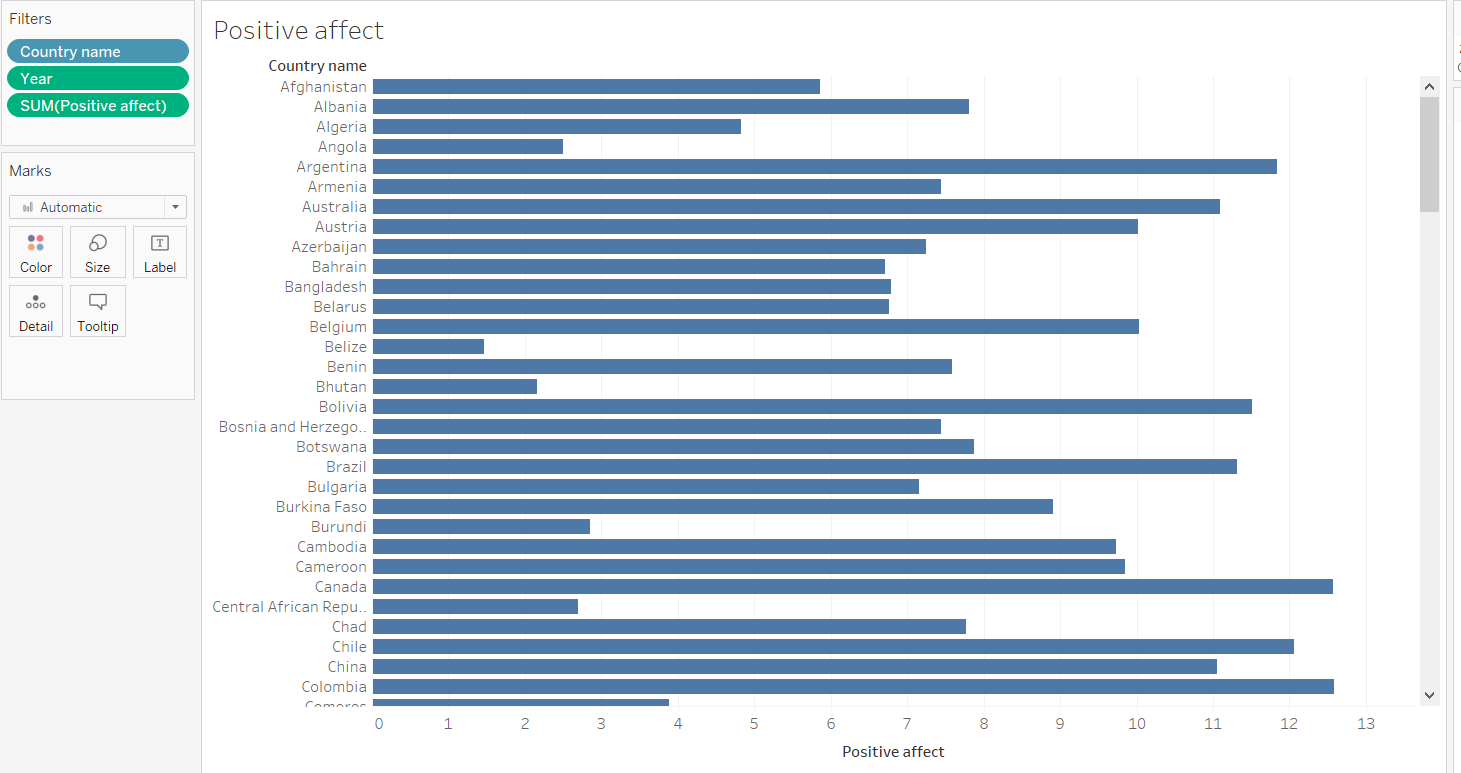 Filters
Country name
Year
SUM(Positive affect)
Marks
Automatic
Color
Size
T
Label
Detail
Tooltip
Positive affect
Country name
Afghanistan
Albania
Algeria
Angola
Argentina
Armenia
Australia
Austria
Azerbaijan
Bahrain
Bangladesh
Belarus
Belgium
Belize
Benin
Bhutan
Bolivia
Bosnia and Herzego..
Botswana
Brazil
Bulgaria
Burkina Faso
Burundi
Cambodia
Cameroon
Canada
Central African Repu..
Chad
Chile
China
Colombia
Comoros
0 1 2 3 4 5 6 7 8 9 10 11 12 13
Positive affect